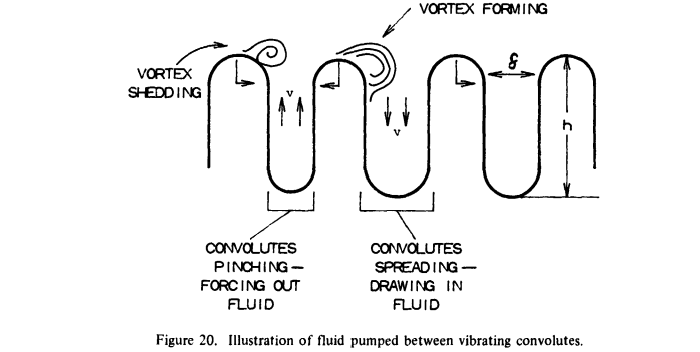 VORTEX FORMING
VORTEX
SHEDDING
v
v
g
h
CONVOLUTES
PINCHING—
FORCING OUT
FLUID
CONVOLUTES
SPREADING—
DRAWING IN
FLUID
Figure 20. Illustration of fluid pumped between vibrating convolutes.